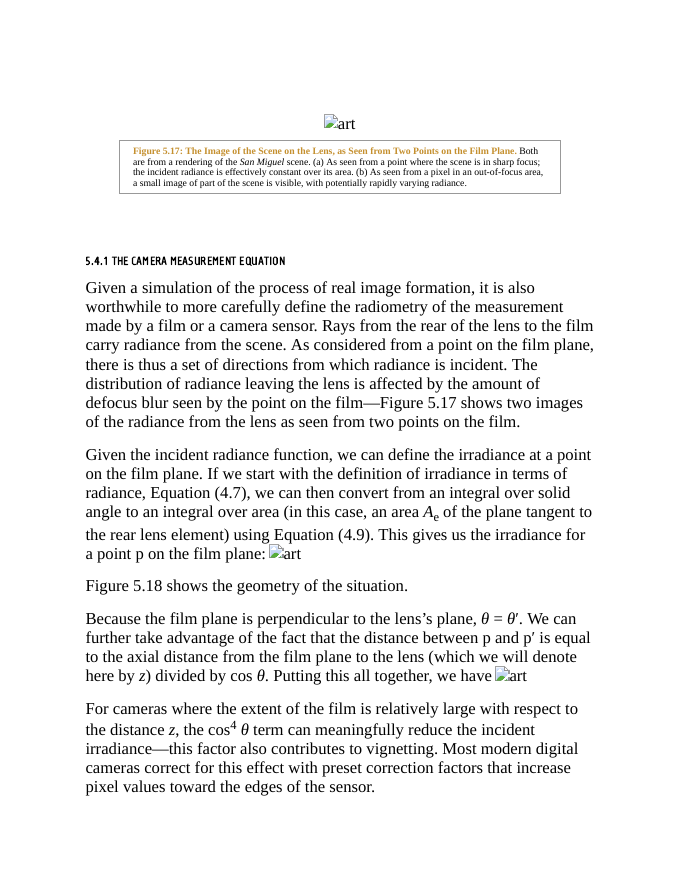 art
Figure 5.17: The Image of the Scene on the Lens, as Seen from Two Points on the Film Plane. Both
are from a rendering of the San Miguel scene. (a) As seen from a point where the scene is in sharp focus;
the incident radiance is effectively constant over its area. (b) As seen from a pixel in an out-of-focus area,
a small image of part of the scene is visible, with potentially rapidly varying radiance.
5.4.1 THE CAMERA MEASUREMENT EQUATION
Given a simulation of the process of real image formation, it is also
worthwhile to more carefully define the radiometry of the measurement
made by a film or a camera sensor. Rays from the rear of the lens to the film
carry radiance from the scene. As considered from a point on the film plane,
there is thus a set of directions from which radiance is incident. The
distribution of radiance leaving the lens is affected by the amount of
defocus blur seen by the point on the film—Figure 5.17 shows two images
of the radiance from the lens as seen from two points on the film.
Given the incident radiance function, we can define the irradiance at a point
on the film plane. If we start with the definition of irradiance in terms of
radiance, Equation (4.7), we can then convert from an integral over solid
angle to an integral over area (in this case, an area Ae of the plane tangent to
the rear lens element) using Equation (4.9). This gives us the irradiance for
a point p on the film plane: art
Figure 5.18 shows the geometry of the situation.
Because the film plane is perpendicular to the lens’s plane, θ = θ′. We can
further take advantage of the fact that the distance between p and p′ is equal
to the axial distance from the film plane to the lens (which we will denote
here by z) divided by cos θ. Putting this all together, we have art
For cameras where the extent of the film is relatively large with respect to
the distance z, the cos⁴ θ term can meaningfully reduce the incident
irradiance—this factor also contributes to vignetting. Most modern digital
cameras correct for this effect with preset correction factors that increase
pixel values toward the edges of the sensor.